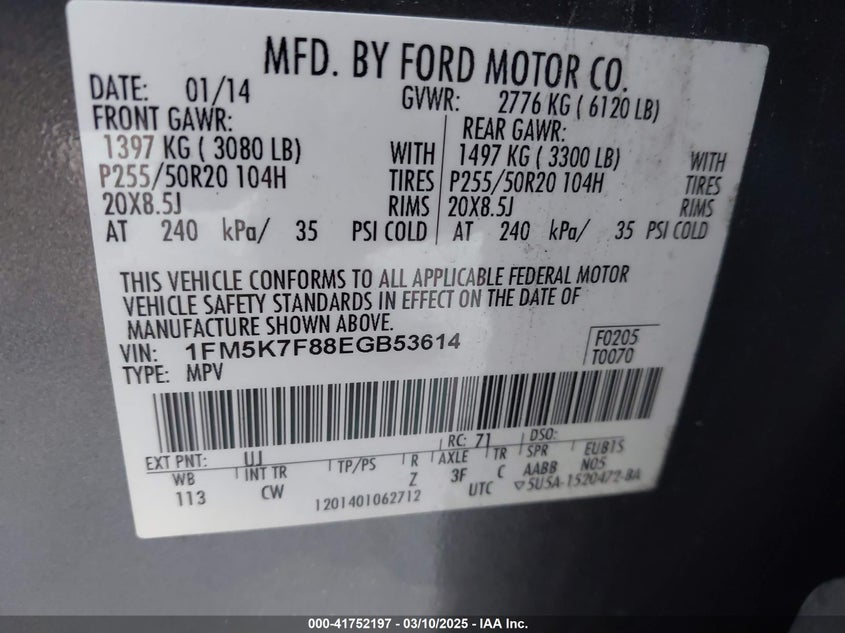 MFD. BY FORD MOTOR CO.
DATE: 01/14 GVWR: 2776 KG ( 6120 LB)
FRONT GAWR: REAR GAWR:
1397 KG ( 3080 LB) WITH 1497 KG ( 3300 LB) WITH
P255/50R20 104H TIRES P255/50R20 104H TIRES
20X8.5J RIMS 20X8.5J RIMS
AT 240 kPa/ 35 PSI COLD AT 240 kPa/ 35 PSI COLD
THIS VEHICLE CONFORMS TO ALL APPLICABLE FEDERAL MOTOR
VEHICLE SAFETY STANDARDS IN EFFECT ON THE DATE OF
MANUFACTURE SHOWN ABOVE.
VIN: 1FM5K7F88EGB53614 F0205
TYPE: MPV T0070
EXT PNT: UJ RC: 71 DSO:
WB INT TR TP/PS R AXLE TR SPR EUB1S
113 CW Z 3F C AABB N05
1201401062712 UTC ▽5U5A-1520472-BA
000-41752197 — 03/10/2025 — IAA Inc.